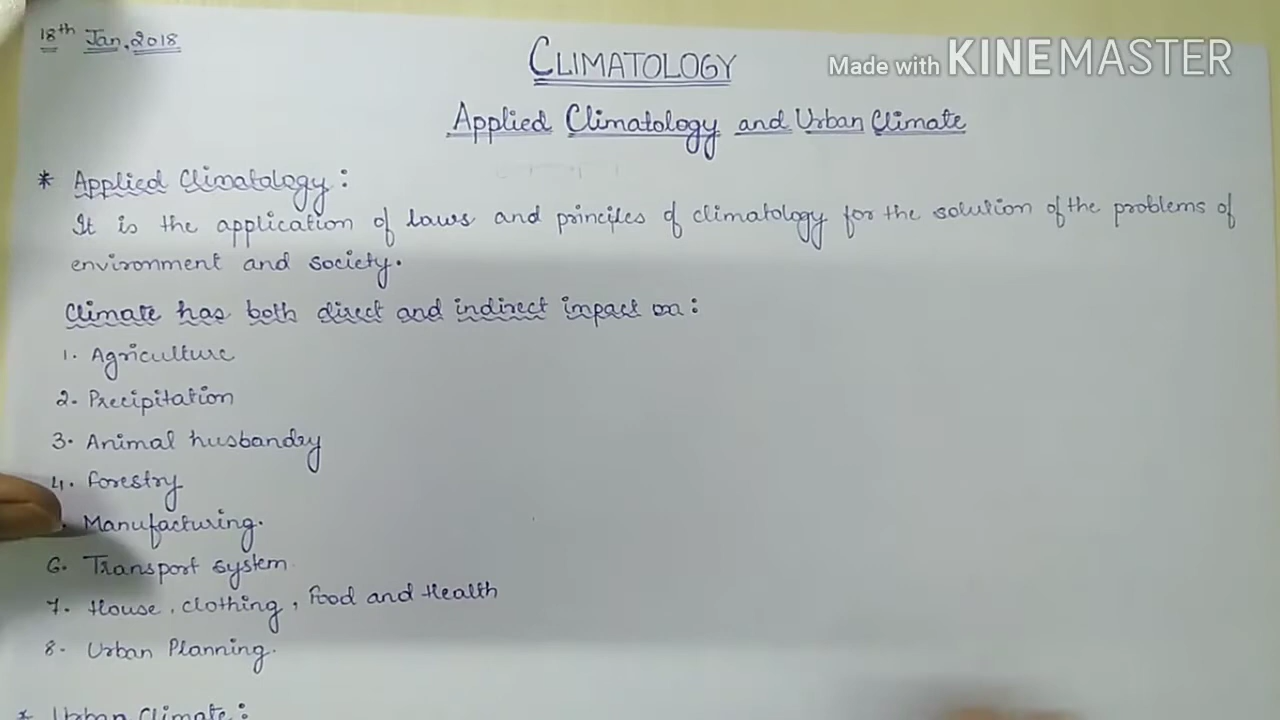 18th Jan, 2018
CLIMATOLOGY
Made with KINEMASTER
Applied Climatology and Urban Climate
* Applied Climatology :
It is the application of laws and princiles of climatology for the solution of the problems of
environment and society.
Climate has both direct and indirect impact on :
1. Agriculture
2. Precipitation
3. Animal husbandry
4. Forestry
. Manufacturing.
6. Transport system
7. House, clothing, Food and Health
8. Urban Planning.
* Urban Climate :